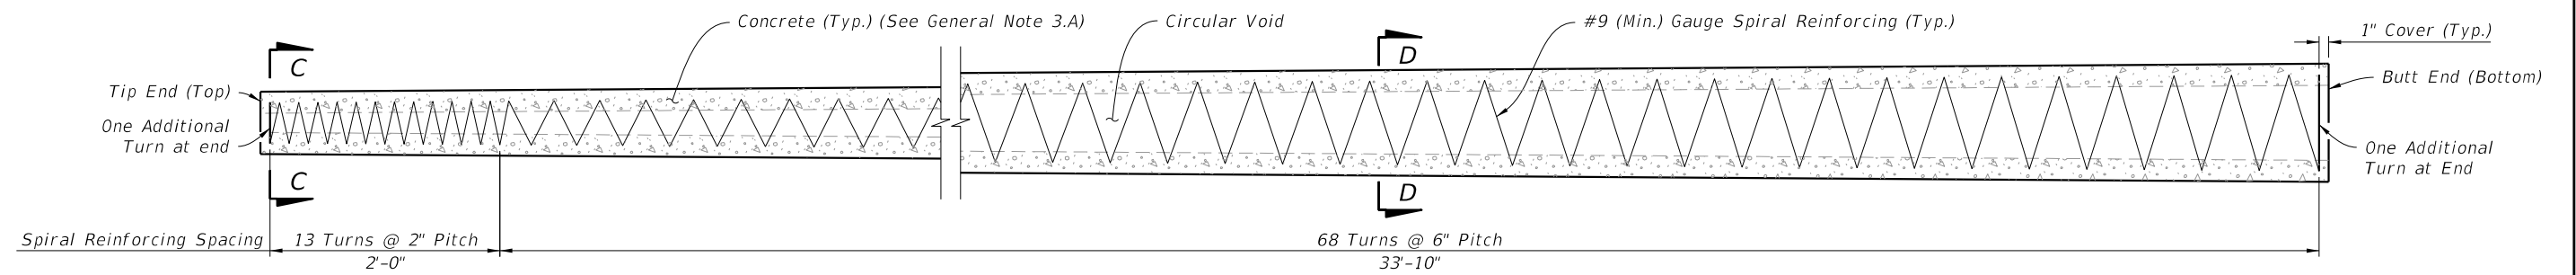 Concrete (Typ.) (See General Note 3.A)
Circular Void
#9 (Min.) Gauge Spiral Reinforcing (Typ.)
1" Cover (Typ.)
C
D
Tip End (Top)
Butt End (Bottom)
One Additional
Turn at end
One Additional
Turn at End
C
D
Spiral Reinforcing Spacing
13 Turns @ 2" Pitch
2'-0"
68 Turns @ 6" Pitch
33'-10"